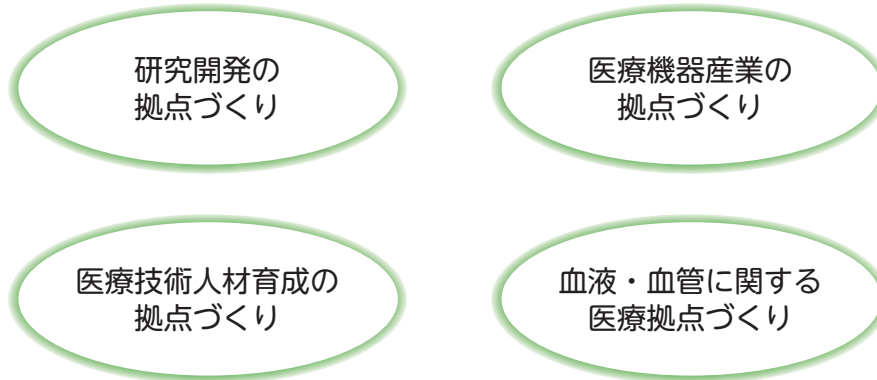 研究開発の
拠点づくり
医療機器産業の
拠点づくり
医療技術人材育成の
拠点づくり
血液・血管に関する
医療拠点づくり